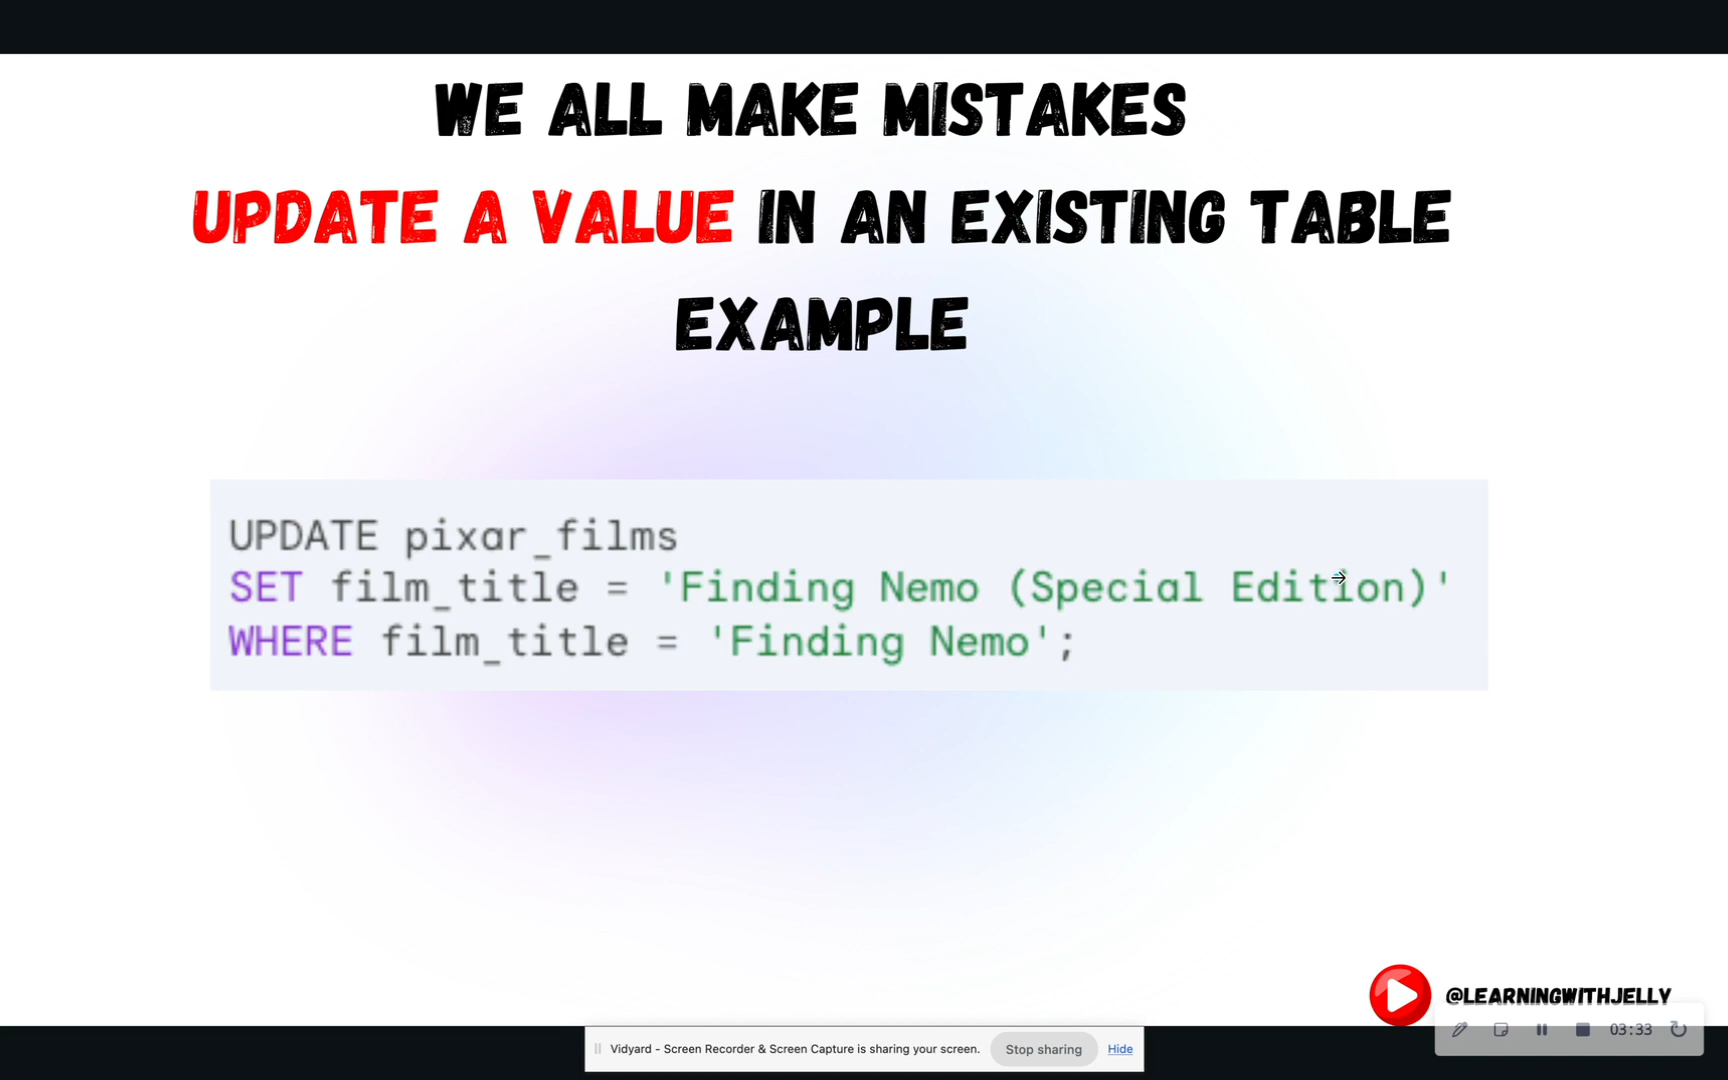 WE ALL MAKE MISTAKES
UPDATE A VALUE IN AN EXISTING TABLE
EXAMPLE
UPDATE pixar_films
SET film_title = 'Finding Nemo (Special Edition)'
WHERE film_title = 'Finding Nemo';
@LEARNINGWITHJELLY
03:33
Vidyard - Screen Recorder & Screen Capture is sharing your screen. Stop sharing Hide